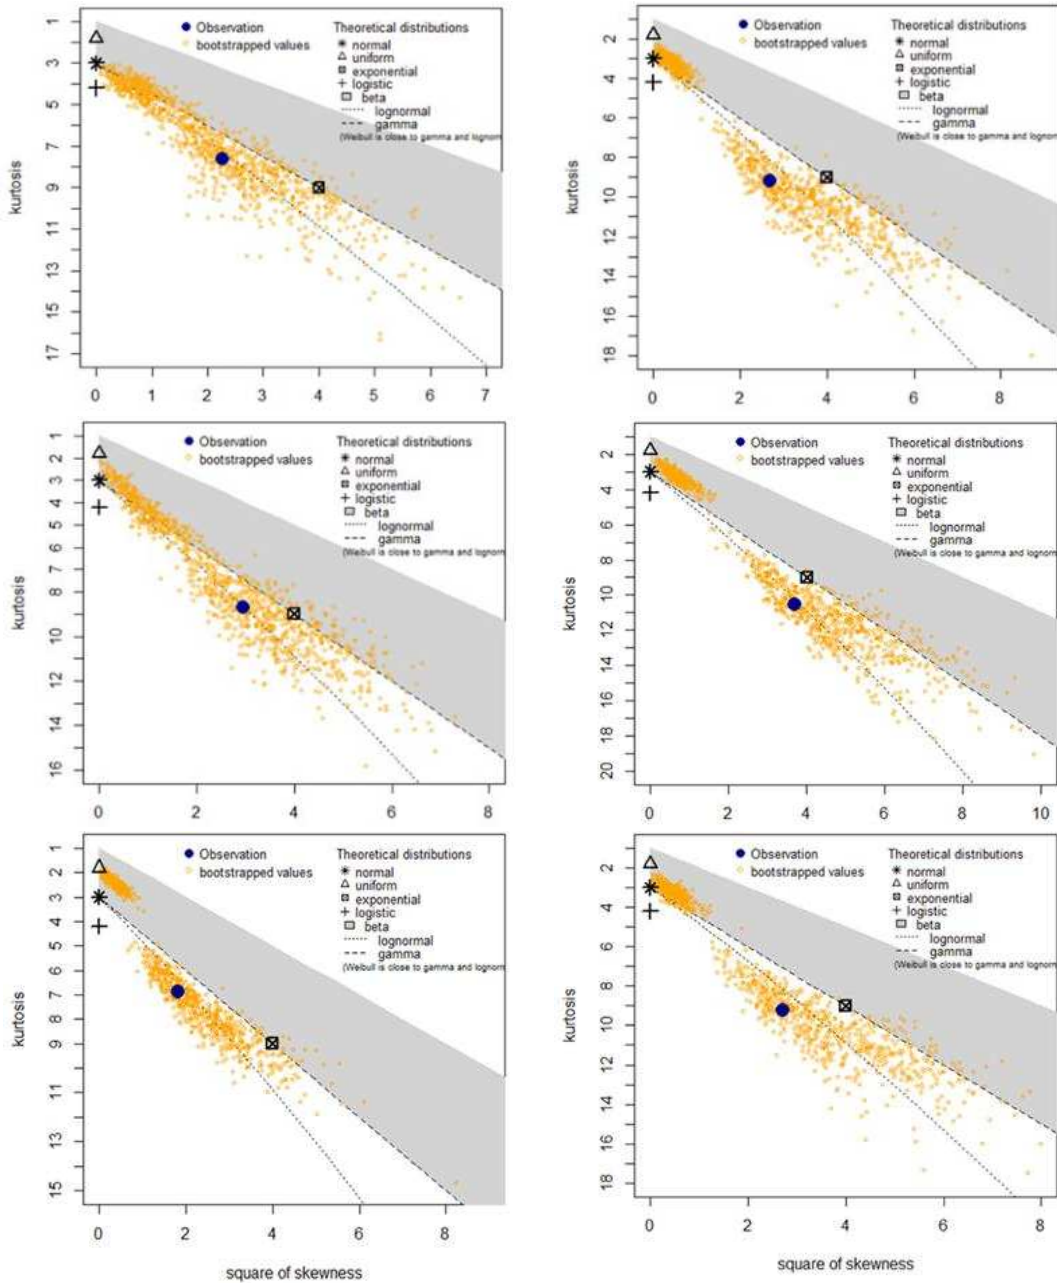 Observation
bootstrapped values
Theoretical distributions
normal
uniform
exponential
logistic
beta
lognormal
gamma
(Weibull is close to gamma and lognorm
kurtosis
1
3
5
7
9
11
13
15
17
0 1 2 3 4 5 6 7
Observation
bootstrapped values
Theoretical distributions
normal
uniform
exponential
logistic
beta
lognormal
gamma
(Weibull is close to gamma and lognorm
kurtosis
2
4
6
8
10
12
14
16
18
0 2 4 6 8
Observation
bootstrapped values
Theoretical distributions
normal
uniform
exponential
logistic
beta
lognormal
gamma
(Weibull is close to gamma and lognorm
kurtosis
1
2
3
4
5
6
8
10
12
14
16
0 2 4 6 8
Observation
bootstrapped values
Theoretical distributions
normal
uniform
exponential
logistic
beta
lognormal
gamma
(Weibull is close to gamma and lognorm
kurtosis
2
4
6
8
10
12
14
16
18
20
0 2 4 6 8 10
Observation
bootstrapped values
Theoretical distributions
normal
uniform
exponential
logistic
beta
lognormal
gamma
(Weibull is close to gamma and lognorm
kurtosis
1
2
3
4
5
6
7
8
9
11
13
15
0 2 4 6 8
square of skewness
Observation
bootstrapped values
Theoretical distributions
normal
uniform
exponential
logistic
beta
lognormal
gamma
(Weibull is close to gamma and lognorm
kurtosis
2
4
6
8
10
12
14
16
18
0 2 4 6 8
square of skewness